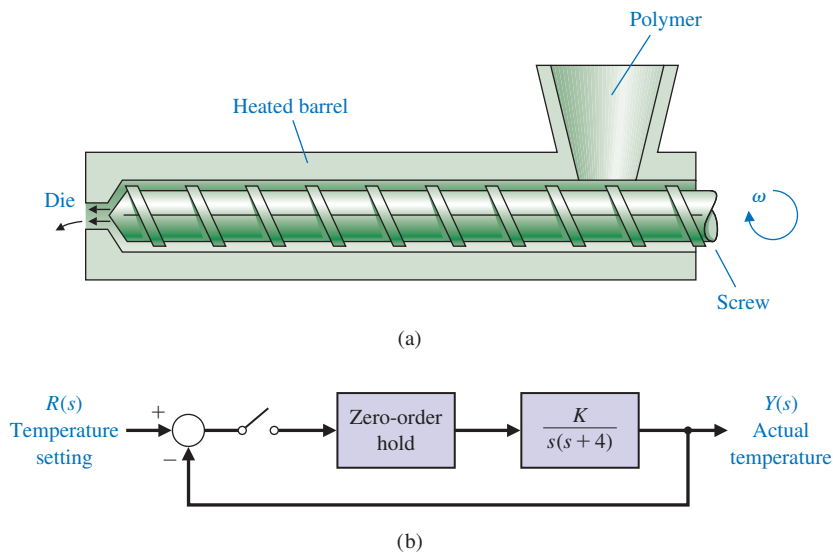 Polymer
Heated barrel
Die
ω
Screw
(a)
R(s)
Temperature
setting
+
−
Zero-order
hold
K
s(s + 4)
Y(s)
Actual
temperature
(b)